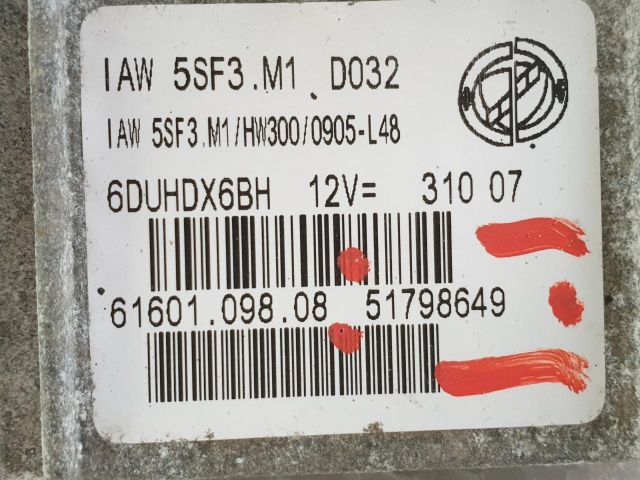 IAW 5SF3.M1 D032
IAW 5SF3.M1/HW300/0905-L48
6DUHDX6BH 12V= 310 07
61601.098.08 51798649